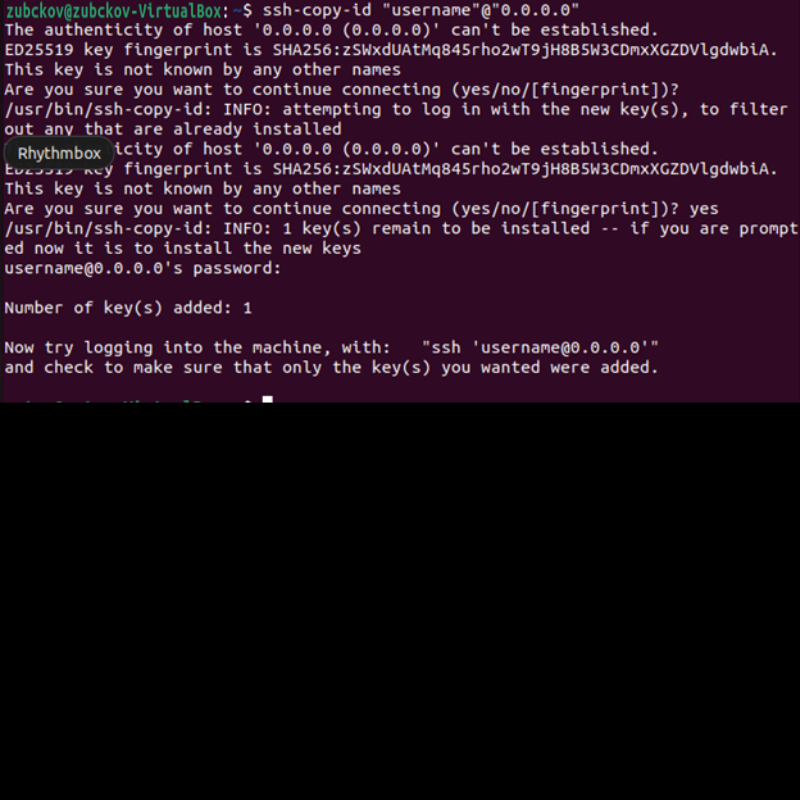 zubckov@zubckov-VirtualBox:~$ ssh-copy-id "username"@"0.0.0.0"
The authenticity of host '0.0.0.0 (0.0.0.0)' can't be established.
ED25519 key fingerprint is SHA256:zSWxdUAtMq845rho2wT9jH8B5W3CDmxXGZDVlgdwbiA.
This key is not known by any other names
Are you sure you want to continue connecting (yes/no/[fingerprint])?
/usr/bin/ssh-copy-id: INFO: attempting to log in with the new key(s), to filter
out any that are already installed
icity of host '0.0.0.0 (0.0.0.0)' can't be established.
Rhythmbox
ED25519 key fingerprint is SHA256:zSWxdUAtMq845rho2wT9jH8B5W3CDmxXGZDVlgdwbiA.
This key is not known by any other names
Are you sure you want to continue connecting (yes/no/[fingerprint])? yes
/usr/bin/ssh-copy-id: INFO: 1 key(s) remain to be installed -- if you are prompt
ed now it is to install the new keys
username@0.0.0.0's password:
Number of key(s) added: 1
Now try logging into the machine, with:   "ssh 'username@0.0.0.0'"
and check to make sure that only the key(s) you wanted were added.